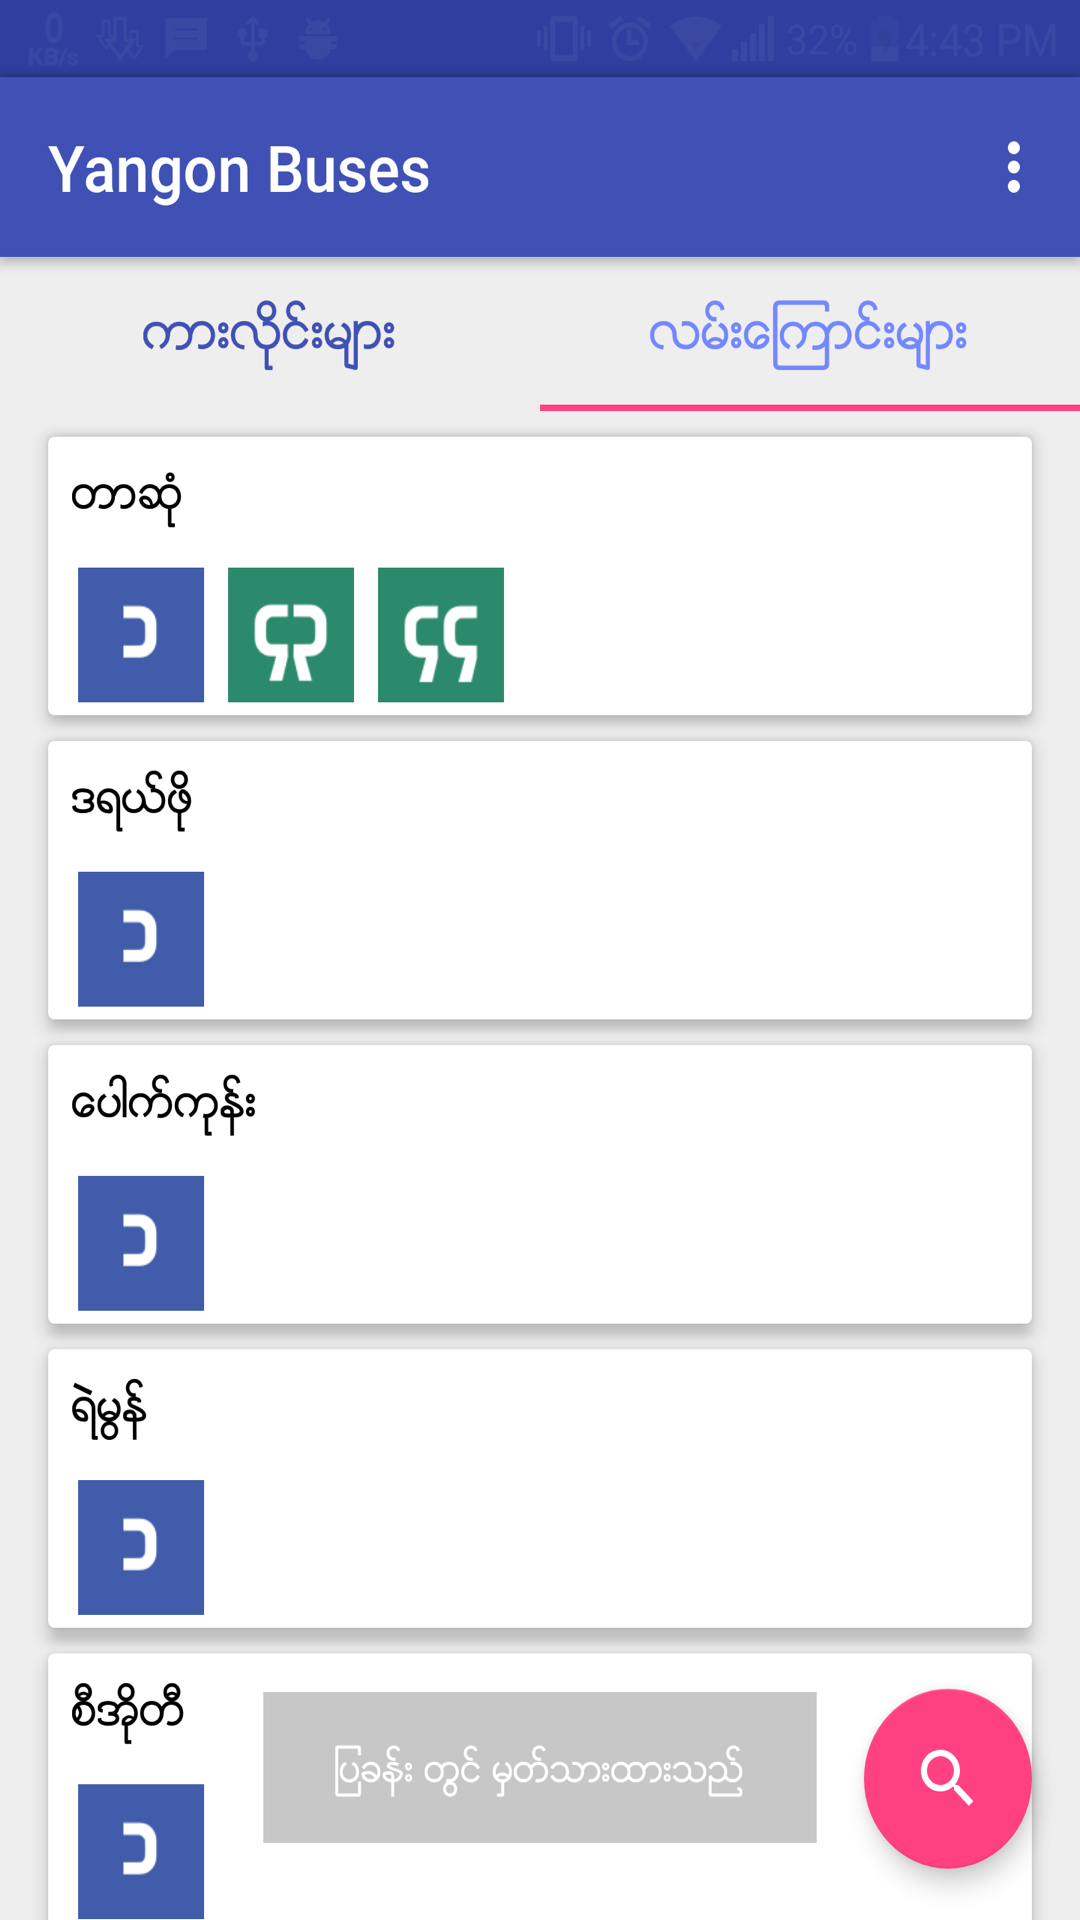 0
KB/s
32%
4:43 PM
Yangon Buses
ကားလိုင်းများ
လမ်းကြောင်းများ
တာဆုံ
၁ ၄၃ ၄၄
ဒရယ်ဖို
၁
ပေါက်ကုန်း
၁
ရဲမွန်
၁
စီအိုတီ
ပြခန်း တွင် မှတ်သားထားသည်
၁